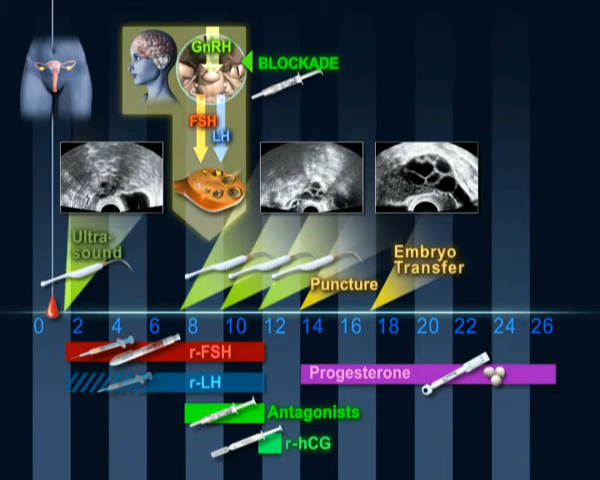 GnRH
BLOCKADE
FSH
LH
Ultra-
sound
Embryo
Transfer
Puncture
0 2 4 6 8 10 12 14 16 18 20 22 24 26
r-FSH
Progesterone
r-LH
Antagonists
r-hCG